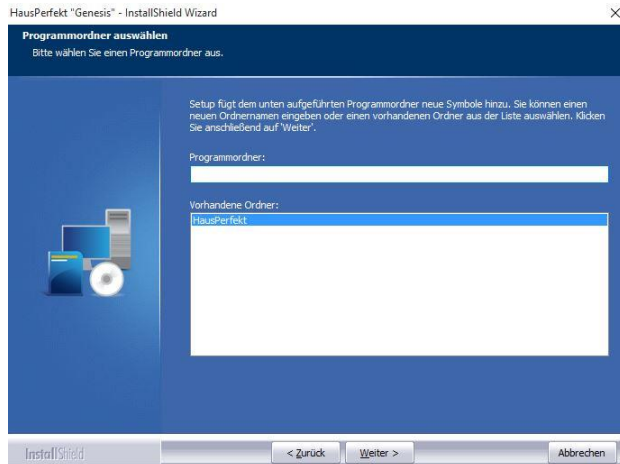 HausPerfekt "Genesis" - InstallShield Wizard
Programmordner auswählen
Bitte wählen Sie einen Programmordner aus.
Setup fügt dem unten aufgeführten Programmordner neue Symbole hinzu. Sie können einen
neuen Ordnernamen eingeben oder einen vorhandenen Ordner aus der Liste auswählen. Klicken
Sie anschließend auf 'Weiter'.
Programmordner:
Vorhandene Ordner:
HausPerfekt
InstallShield
< Zurück
Weiter >
Abbrechen